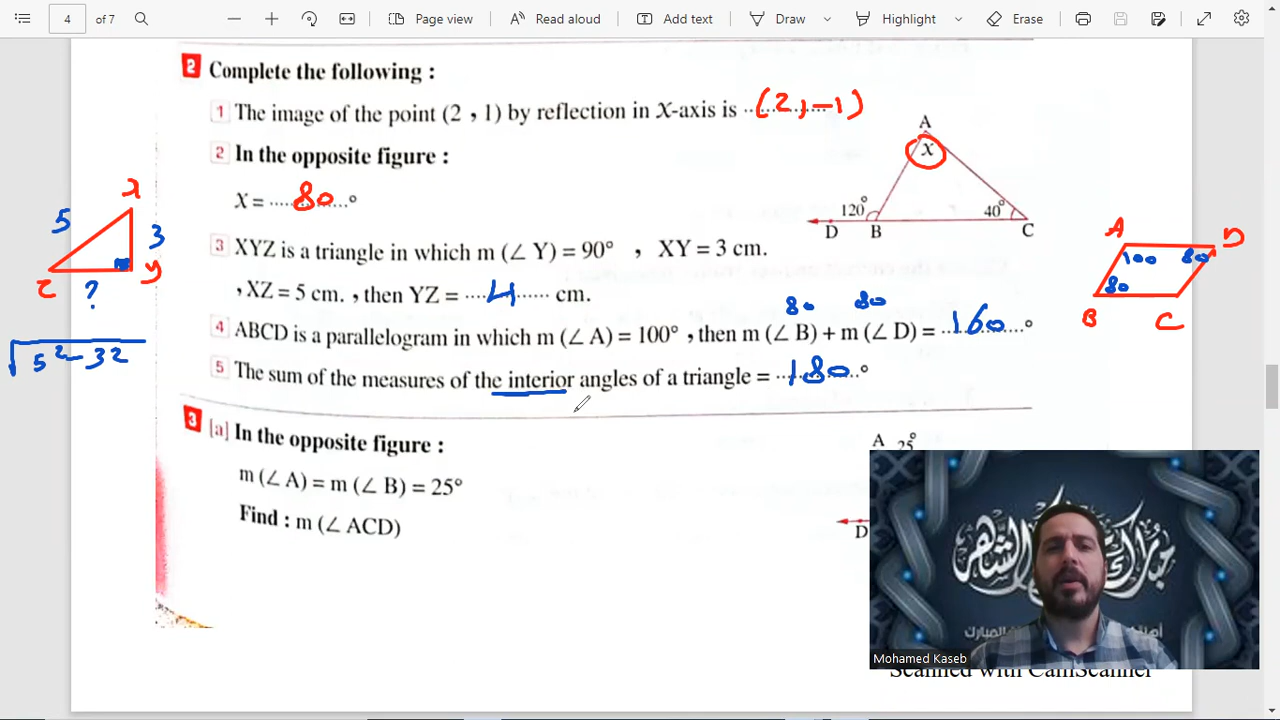 4 of 7 Page view Read aloud Add text Draw Highlight Erase
2 Complete the following :
1 The image of the point (2 , 1) by reflection in X-axis is ............ (2, -1)
2 In the opposite figure :
X = ..... 80 ...°
A
X
120°
40°
D B C
3 XYZ is a triangle in which m (∠ Y) = 90° , XY = 3 cm.
, XZ = 5 cm. , then YZ = .... 4 ...... cm.
X
5 3
Z Y
?
√5² - 3²
80 80
4 ABCD is a parallelogram in which m (∠ A) = 100° , then m (∠ B) + m (∠ D) = ..160....°
A D
100 80
80
B C
5 The sum of the measures of the interior angles of a triangle = ..180...°
3 [a] In the opposite figure :
m (∠ A) = m (∠ B) = 25°
Find : m (∠ ACD)
A 25°
D
مبارك الشهر
المبارك
Mohamed Kaseb
Scanned with CamScanner